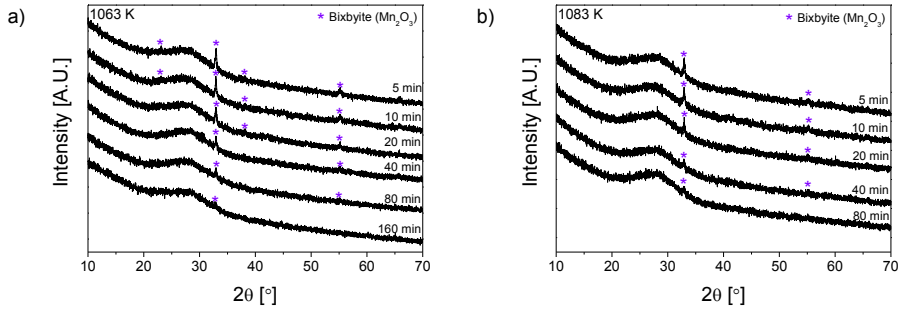 a)
1063 K
* Bixbyite (Mn₂O₃)
5 min
10 min
20 min
40 min
80 min
160 min
Intensity [A.U.]
10 20 30 40 50 60 70
2θ [°]
b)
1083 K
* Bixbyite (Mn₂O₃)
5 min
10 min
20 min
40 min
80 min
Intensity [A.U.]
10 20 30 40 50 60 70
2θ [°]